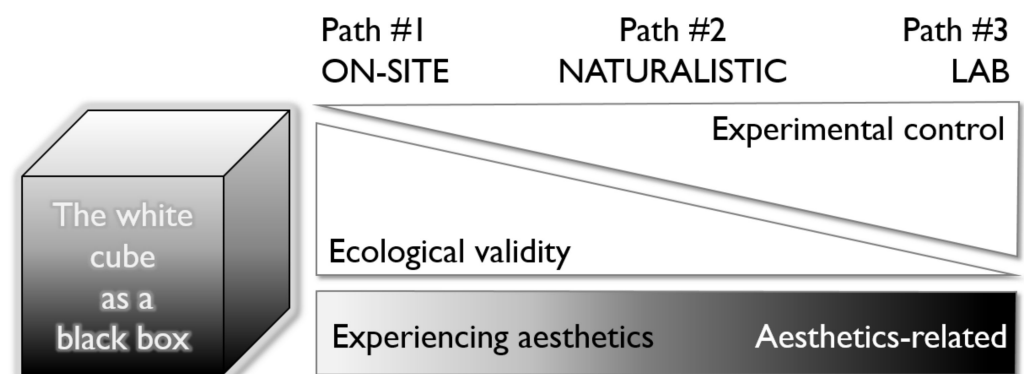 Path #1
ON-SITE
Path #2
NATURALISTIC
Path #3
LAB
Experimental control
Ecological validity
The white
cube
as a
black box
Experiencing aesthetics
Aesthetics-related